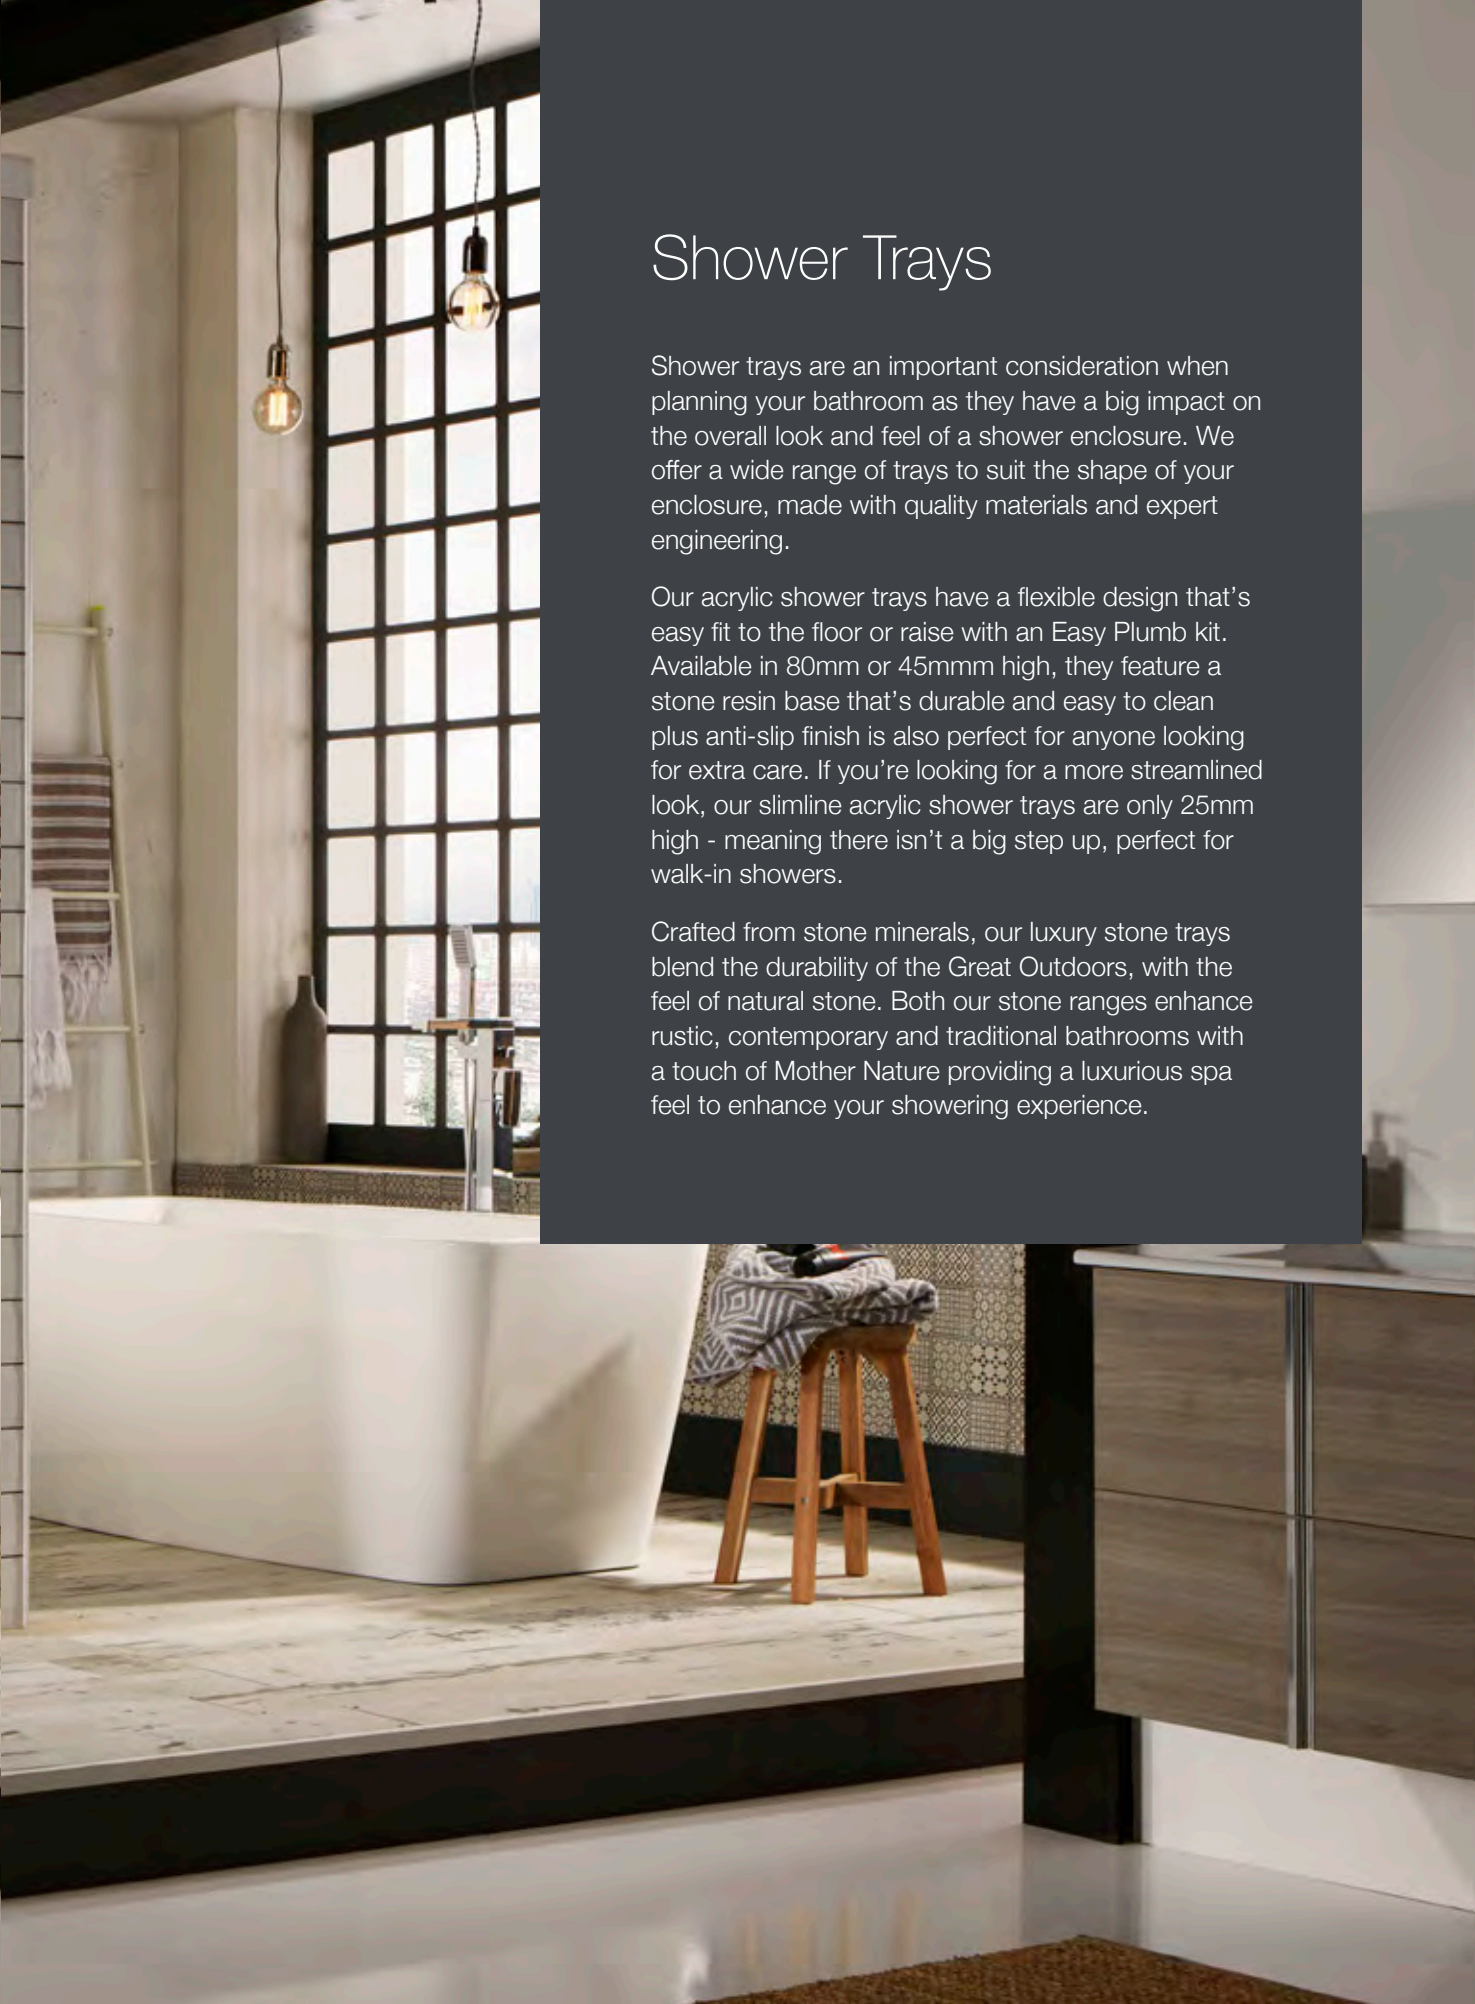 Shower Trays
Shower trays are an important consideration when
planning your bathroom as they have a big impact on
the overall look and feel of a shower enclosure. We
offer a wide range of trays to suit the shape of your
enclosure, made with quality materials and expert
engineering.
Our acrylic shower trays have a flexible design that’s
easy fit to the floor or raise with an Easy Plumb kit.
Available in 80mm or 45mmm high, they feature a
stone resin base that’s durable and easy to clean
plus anti-slip finish is also perfect for anyone looking
for extra care. If you’re looking for a more streamlined
look, our slimline acrylic shower trays are only 25mm
high - meaning there isn’t a big step up, perfect for
walk-in showers.
Crafted from stone minerals, our luxury stone trays
blend the durability of the Great Outdoors, with the
feel of natural stone. Both our stone ranges enhance
rustic, contemporary and traditional bathrooms with
a touch of Mother Nature providing a luxurious spa
feel to enhance your showering experience.